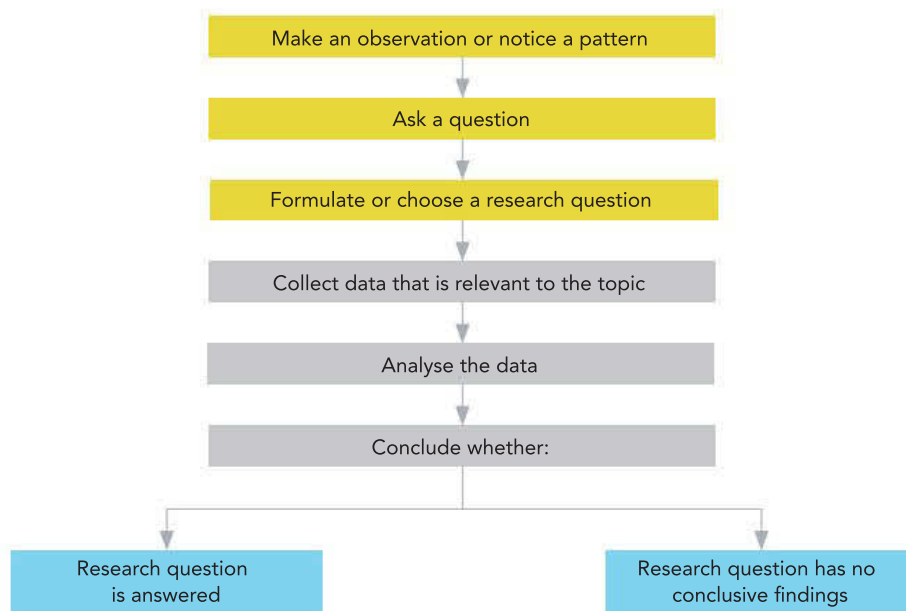 Make an observation or notice a pattern
Ask a question
Formulate or choose a research question
Collect data that is relevant to the topic
Analyse the data
Conclude whether:
Research question
is answered
Research question has no
conclusive findings